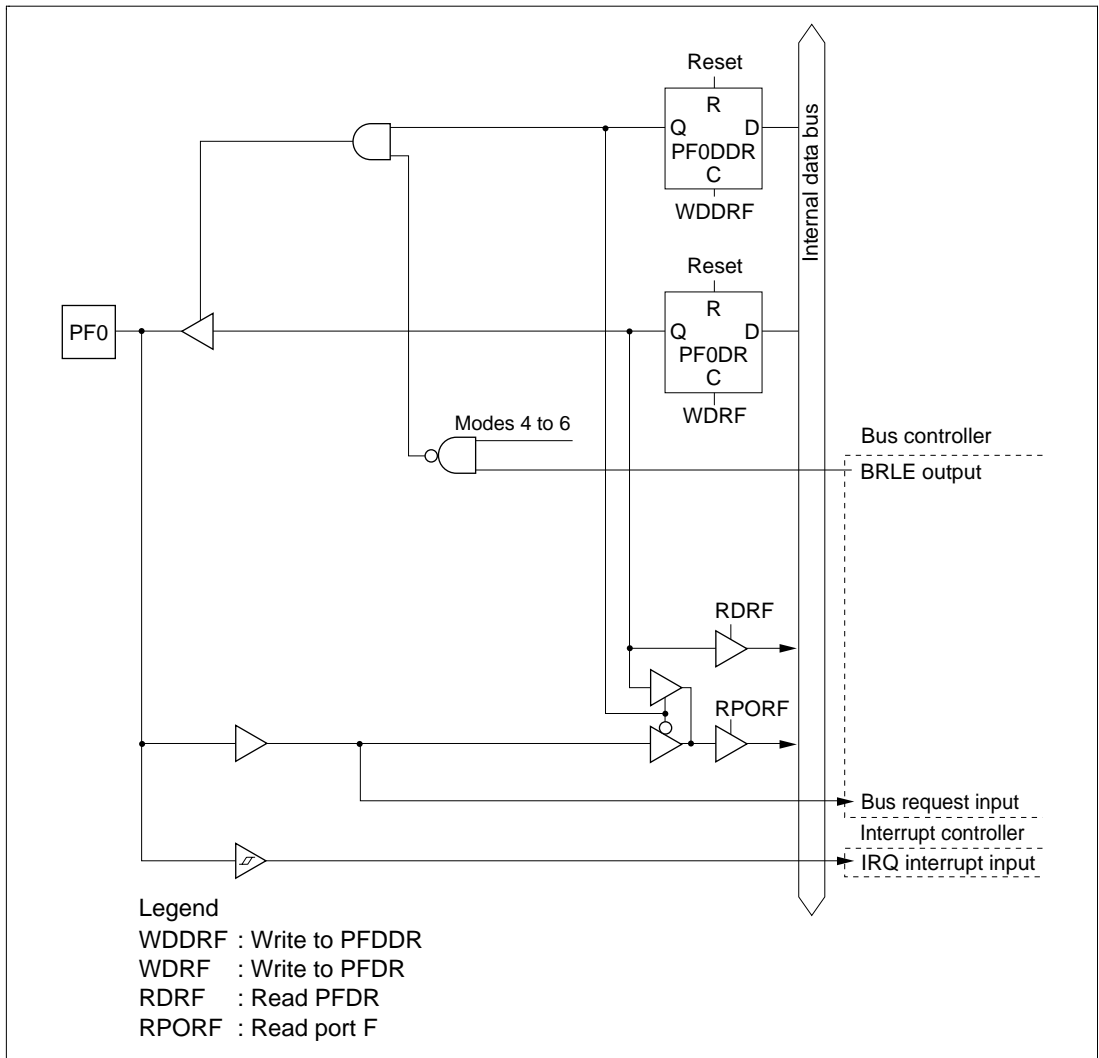 Reset
R
Q D
PF0DDR
C
WDDRF
Internal data bus
Reset
R
Q D
PF0DR
C
WDRF
PF0
Modes 4 to 6
Bus controller
BRLE output
RDRF
RPORF
Bus request input
Interrupt controller
IRQ interrupt input
Legend
WDDRF : Write to PFDDR
WDRF : Write to PFDR
RDRF : Read PFDR
RPORF : Read port F